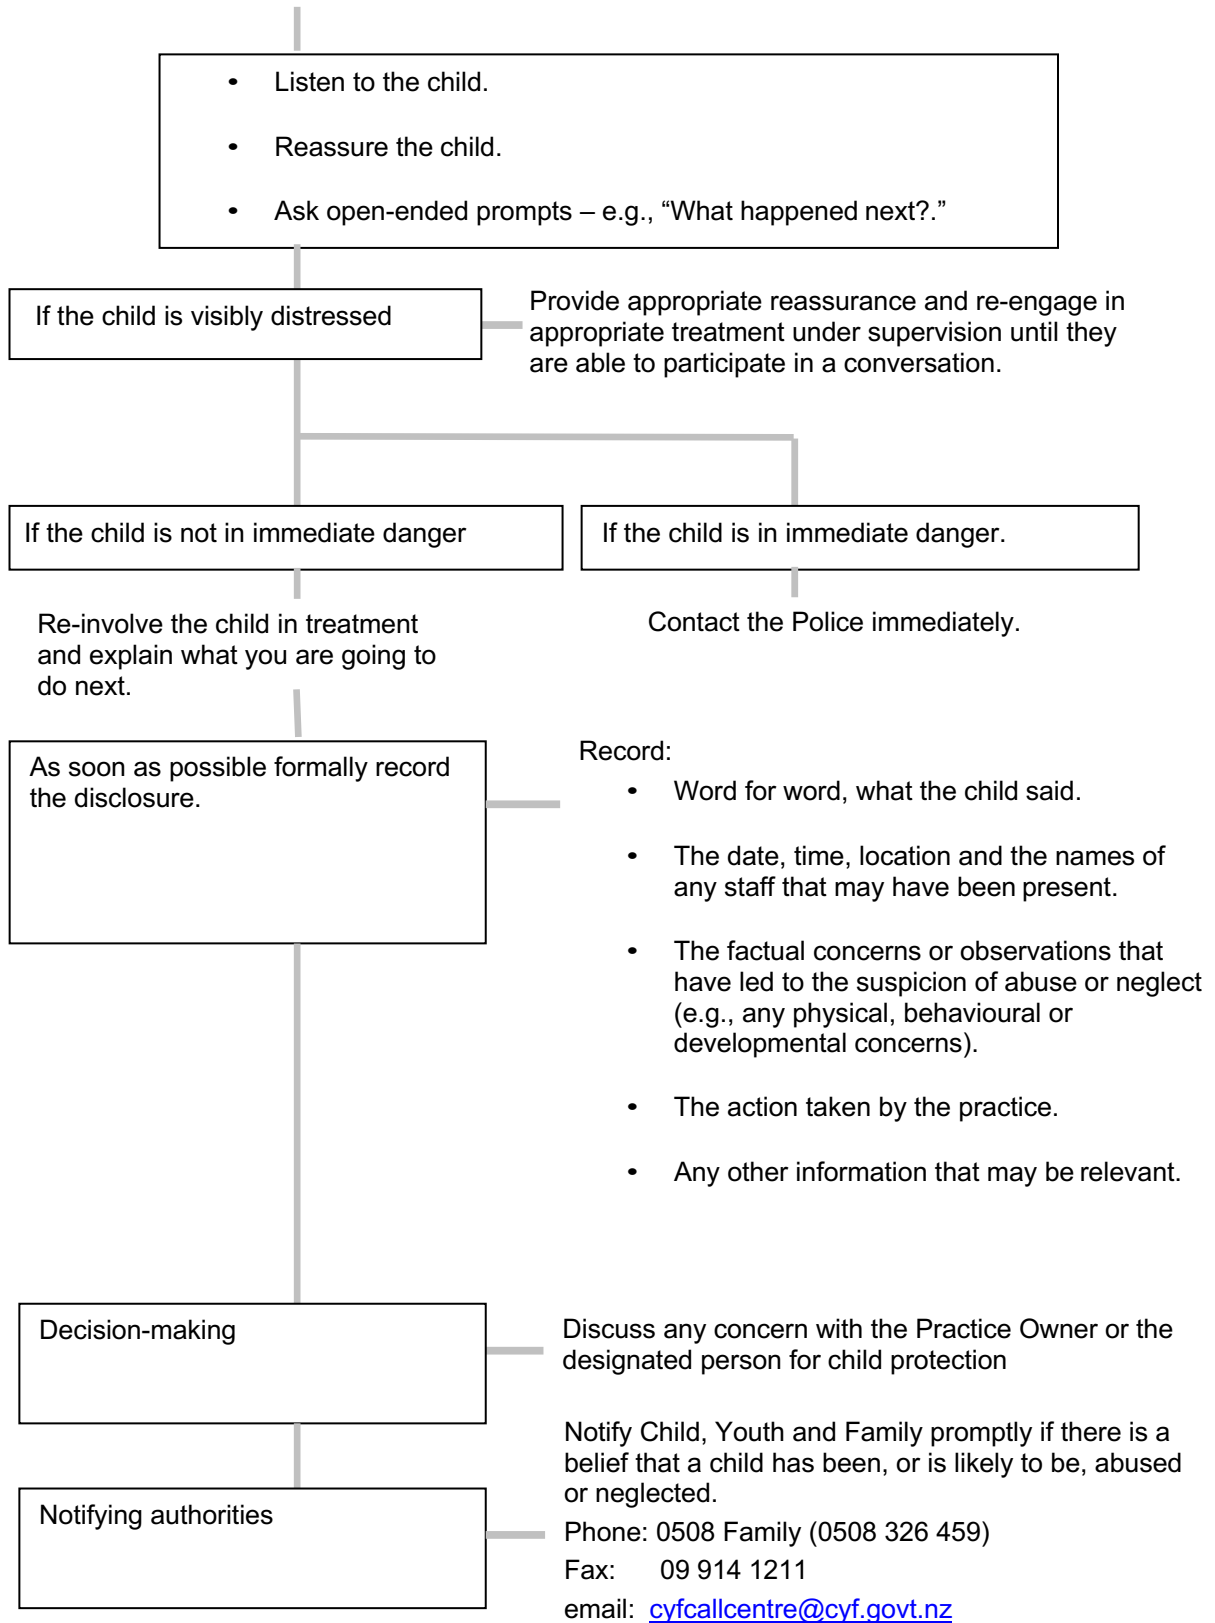 • Listen to the child.
• Reassure the child.
• Ask open-ended prompts – e.g., “What happened next?.”
If the child is visibly distressed
Provide appropriate reassurance and re-engage in
appropriate treatment under supervision until they
are able to participate in a conversation.
If the child is not in immediate danger
If the child is in immediate danger.
Re-involve the child in treatment
and explain what you are going to
do next.
Contact the Police immediately.
As soon as possible formally record
the disclosure.
Record:
• Word for word, what the child said.
• The date, time, location and the names of
any staff that may have been present.
• The factual concerns or observations that
have led to the suspicion of abuse or neglect
(e.g., any physical, behavioural or
developmental concerns).
• The action taken by the practice.
• Any other information that may be relevant.
Decision-making
Discuss any concern with the Practice Owner or the
designated person for child protection
Notifying authorities
Notify Child, Youth and Family promptly if there is a
belief that a child has been, or is likely to be, abused
or neglected.
Phone: 0508 Family (0508 326 459)
Fax: 09 914 1211
email: cyfcallcentre@cyf.govt.nz